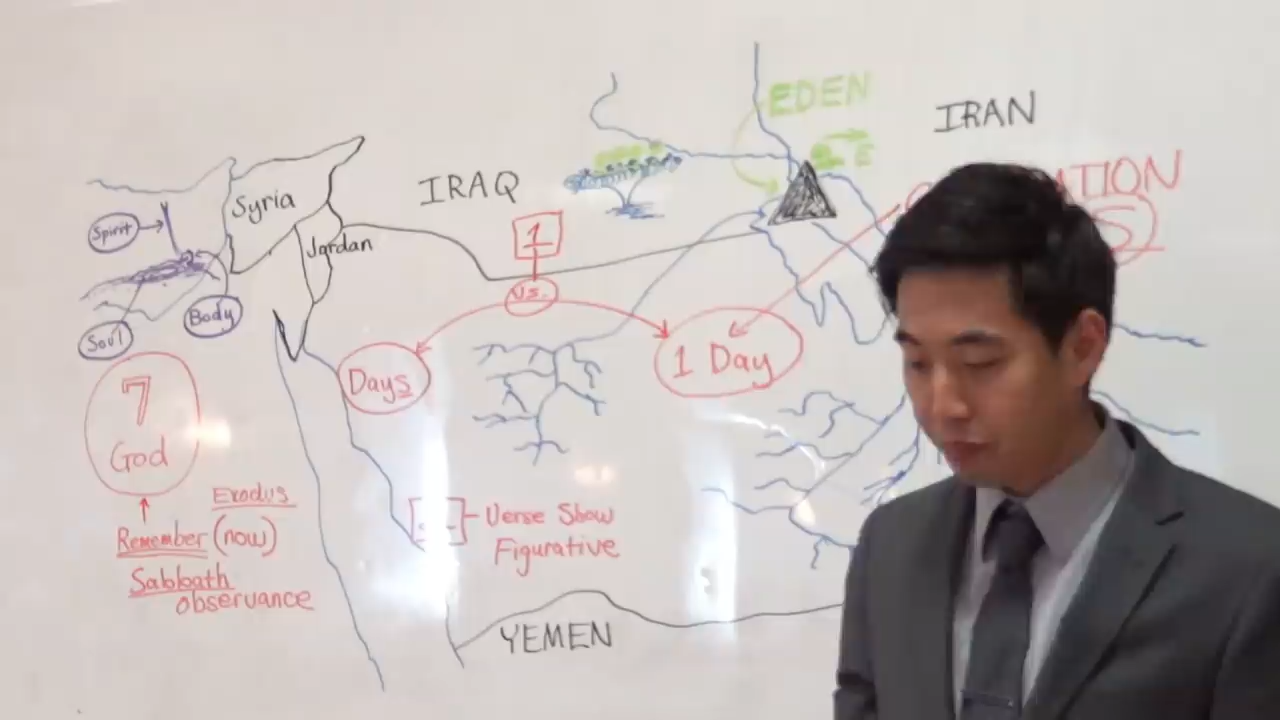 EDEN
IRAN
IRAQ
Syria
Jordan
Spirit
Body
Soul
1
Vs.
Days
1 Day
7
God
Exodus
Remember (now)
Sabbath
observance
Verse Show
Figurative
YEMEN